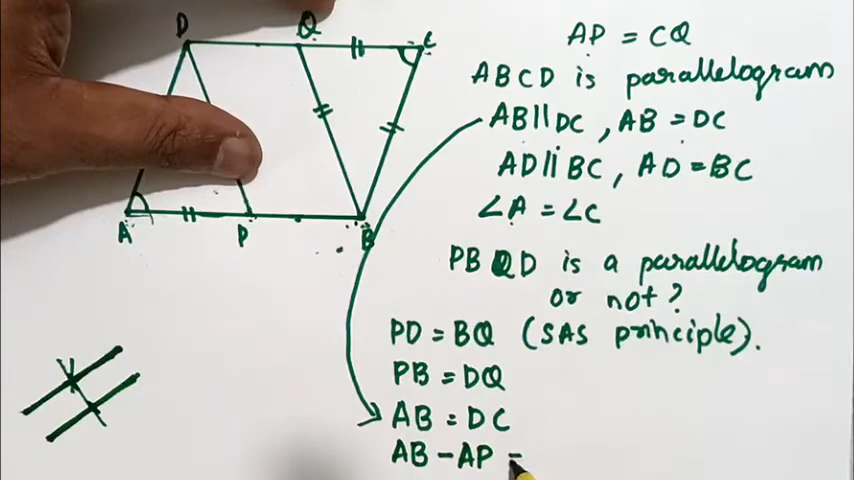 D
Q
C
A
P
B
AP = CQ
ABCD is parallelogram
AB||DC, AB = DC
AD||BC, AD = BC
∠A = ∠C
PBQD is a parallelogram
or not?
PD = BQ (SAS principle).
PB = DQ
AB = DC
AB - AP =